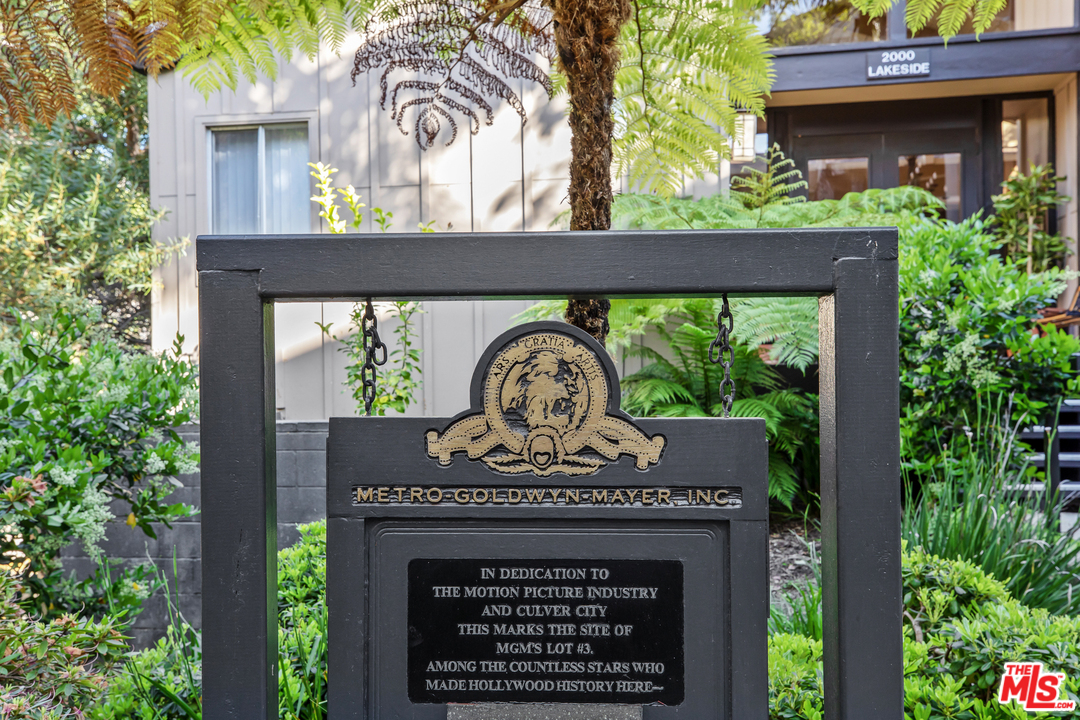 2000
LAKESIDE
ARS GRATIA ARTIS
METRO-GOLDWYN-MAYER, INC.
IN DEDICATION TO
THE MOTION PICTURE INDUSTRY
AND CULVER CITY
THIS MARKS THE SITE OF
MGM'S LOT #3.
AMONG THE COUNTLESS STARS WHO
MADE HOLLYWOOD HISTORY HERE—
THE
MLS
.COM